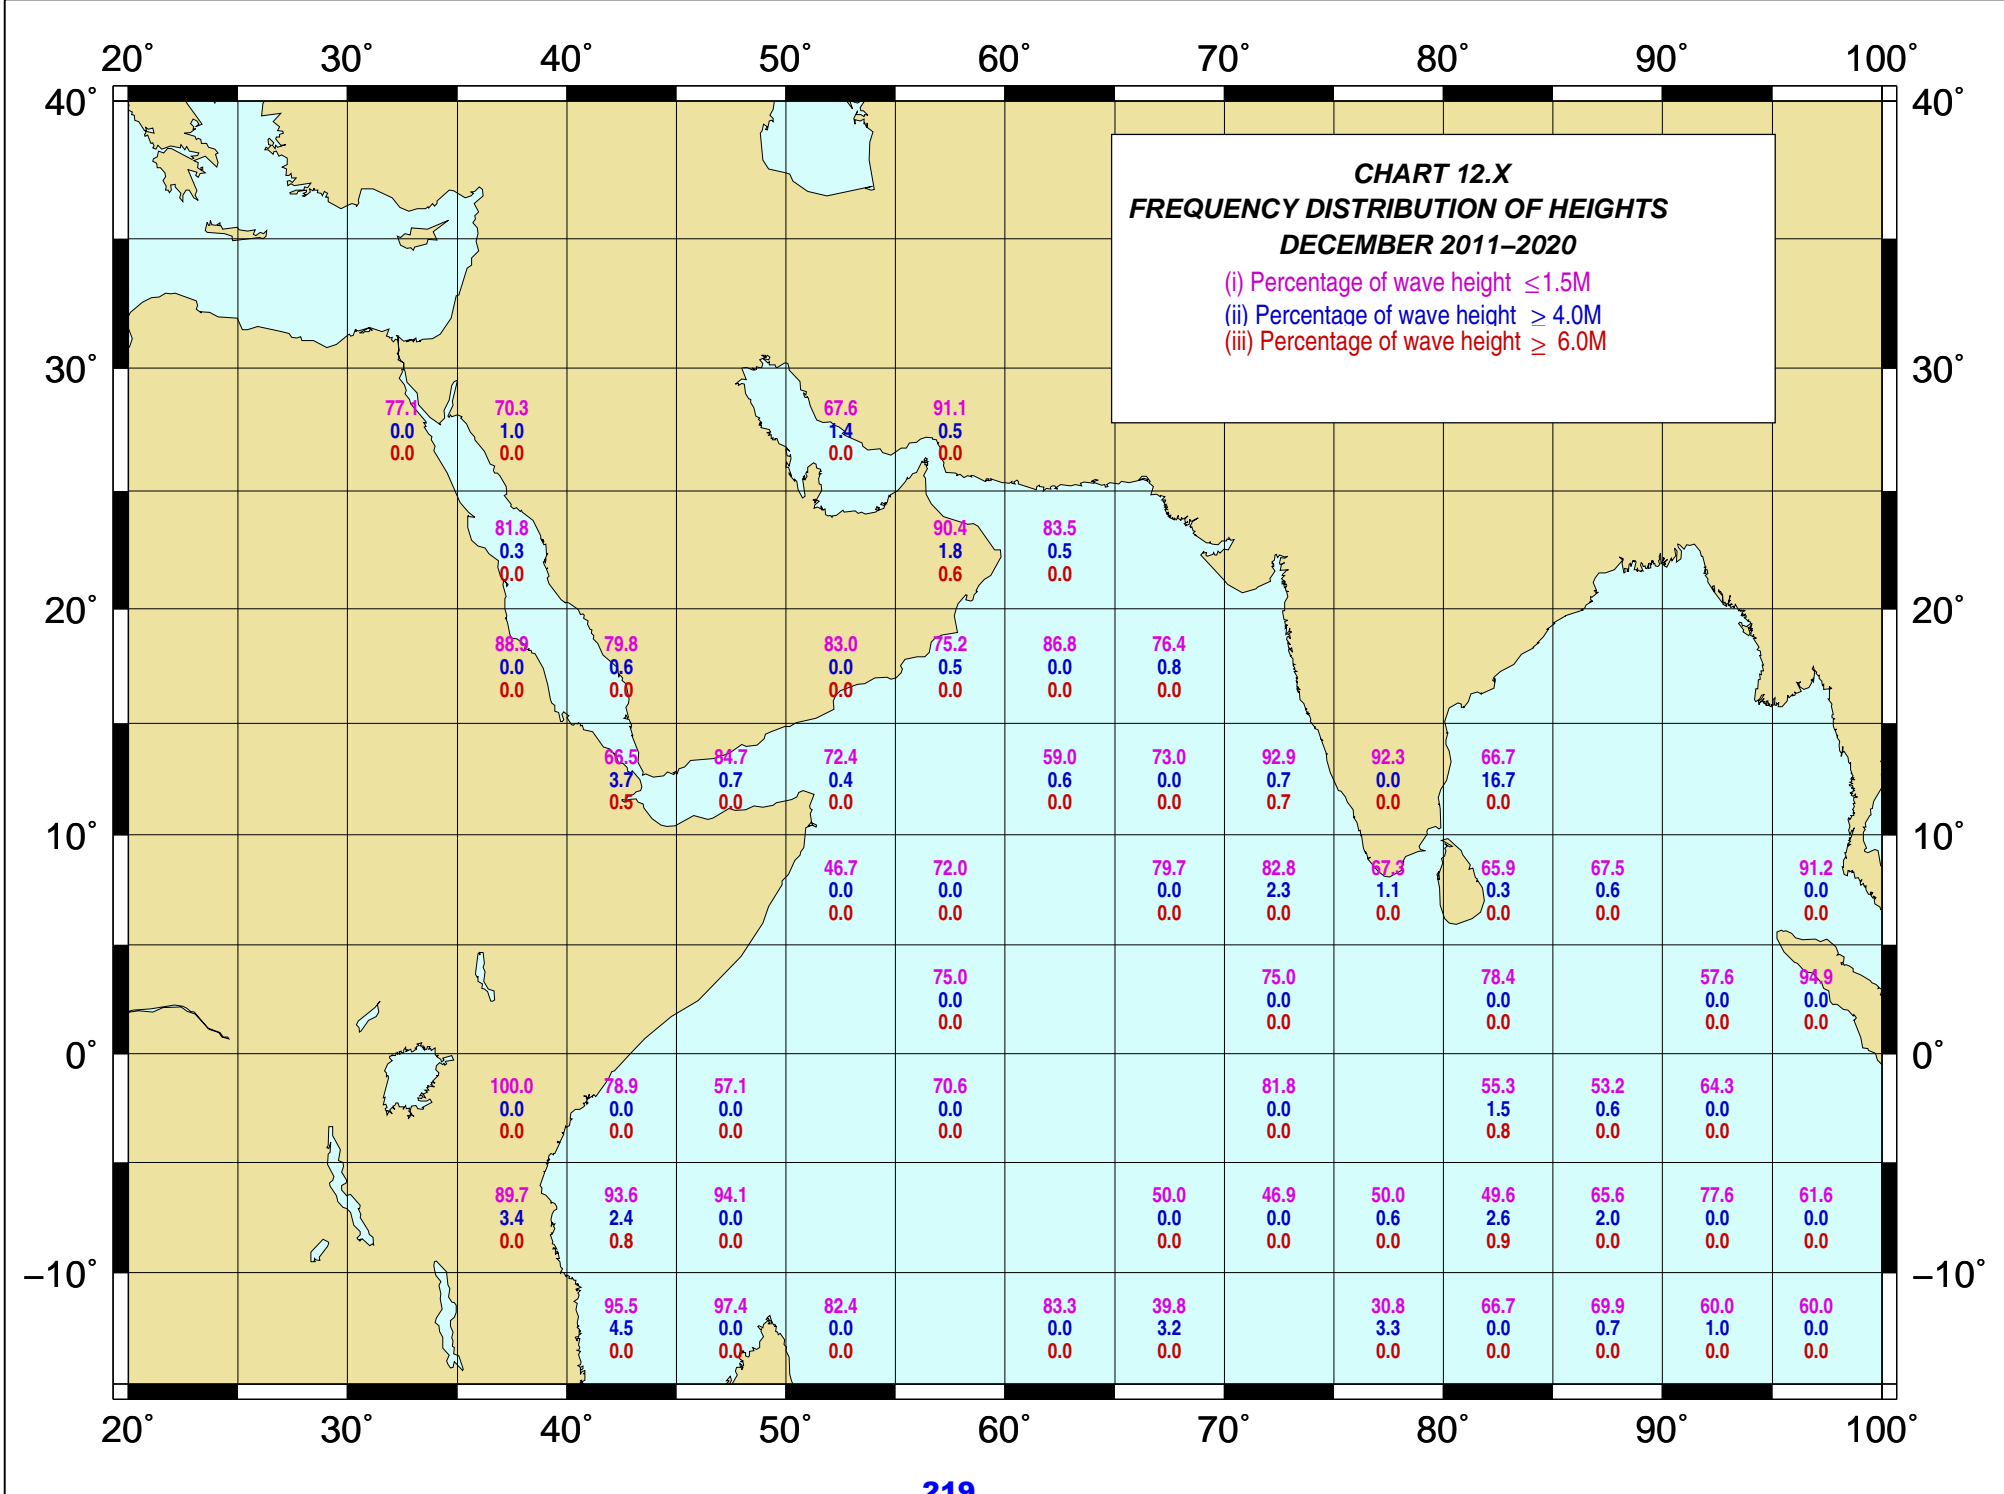 20˚ 30˚ 40˚ 50˚ 60˚ 70˚ 80˚ 90˚ 100˚
40˚ 40˚
CHART 12.X
FREQUENCY DISTRIBUTION OF HEIGHTS
DECEMBER 2011–2020
(i) Percentage of wave height ≤1.5M
(ii) Percentage of wave height ≥ 4.0M
(iii) Percentage of wave height ≥ 6.0M
30˚ 30˚
77.1 70.3 67.6 91.1
0.0 1.0 1.4 0.5
0.0 0.0 0.0 0.0
81.8 90.4 83.5
0.3 1.8 0.5
0.0 0.6 0.0
20˚ 20˚
88.9 79.8 83.0 75.2 86.8 76.4
0.0 0.6 0.0 0.5 0.0 0.8
0.0 0.0 0.0 0.0 0.0 0.0
66.5 84.7 72.4 59.0 73.0 92.9 92.3 66.7
3.7 0.7 0.4 0.6 0.0 0.7 0.0 16.7
0.5 0.0 0.0 0.0 0.0 0.7 0.0 0.0
10˚ 10˚
46.7 72.0 79.7 82.8 67.3 65.9 67.5 91.2
0.0 0.0 0.0 2.3 1.1 0.3 0.6 0.0
0.0 0.0 0.0 0.0 0.0 0.0 0.0 0.0
75.0 75.0 78.4 57.6 94.9
0.0 0.0 0.0 0.0 0.0
0.0 0.0 0.0 0.0 0.0
0˚ 0˚
100.0 78.9 57.1 70.6 81.8 55.3 53.2 64.3
0.0 0.0 0.0 0.0 0.0 1.5 0.6 0.0
0.0 0.0 0.0 0.0 0.0 0.8 0.0 0.0
89.7 93.6 94.1 50.0 46.9 50.0 49.6 65.6 77.6 61.6
3.4 2.4 0.0 0.0 0.0 0.6 2.6 2.0 0.0 0.0
0.0 0.8 0.0 0.0 0.0 0.0 0.9 0.0 0.0 0.0
−10˚ −10˚
95.5 97.4 82.4 83.3 39.8 30.8 66.7 69.9 60.0 60.0
4.5 0.0 0.0 0.0 3.2 3.3 0.0 0.7 1.0 0.0
0.0 0.0 0.0 0.0 0.0 0.0 0.0 0.0 0.0 0.0
20˚ 30˚ 40˚ 50˚ 60˚ 70˚ 80˚ 90˚ 100˚
219